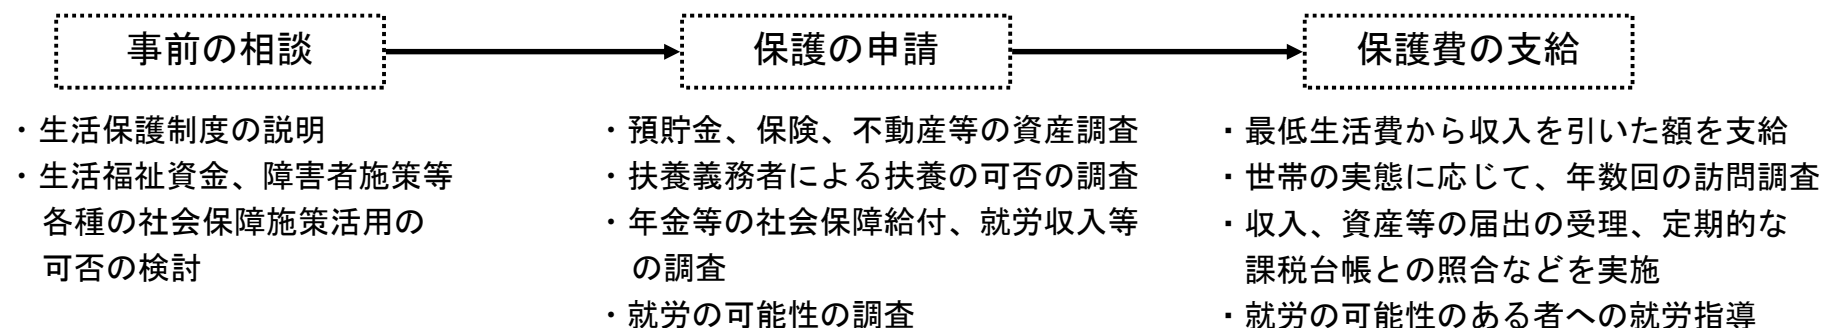 事前の相談
保護の申請
保護費の支給
・生活保護制度の説明
・生活福祉資金、障害者施策等
各種の社会保障施策活用の
可否の検討
・預貯金、保険、不動産等の資産調査
・扶養義務者による扶養の可否の調査
・年金等の社会保障給付、就労収入等
の調査
・就労の可能性の調査
・最低生活費から収入を引いた額を支給
・世帯の実態に応じて、年数回の訪問調査
・収入、資産等の届出の受理、定期的な
課税台帳との照合などを実施
・就労の可能性のある者への就労指導